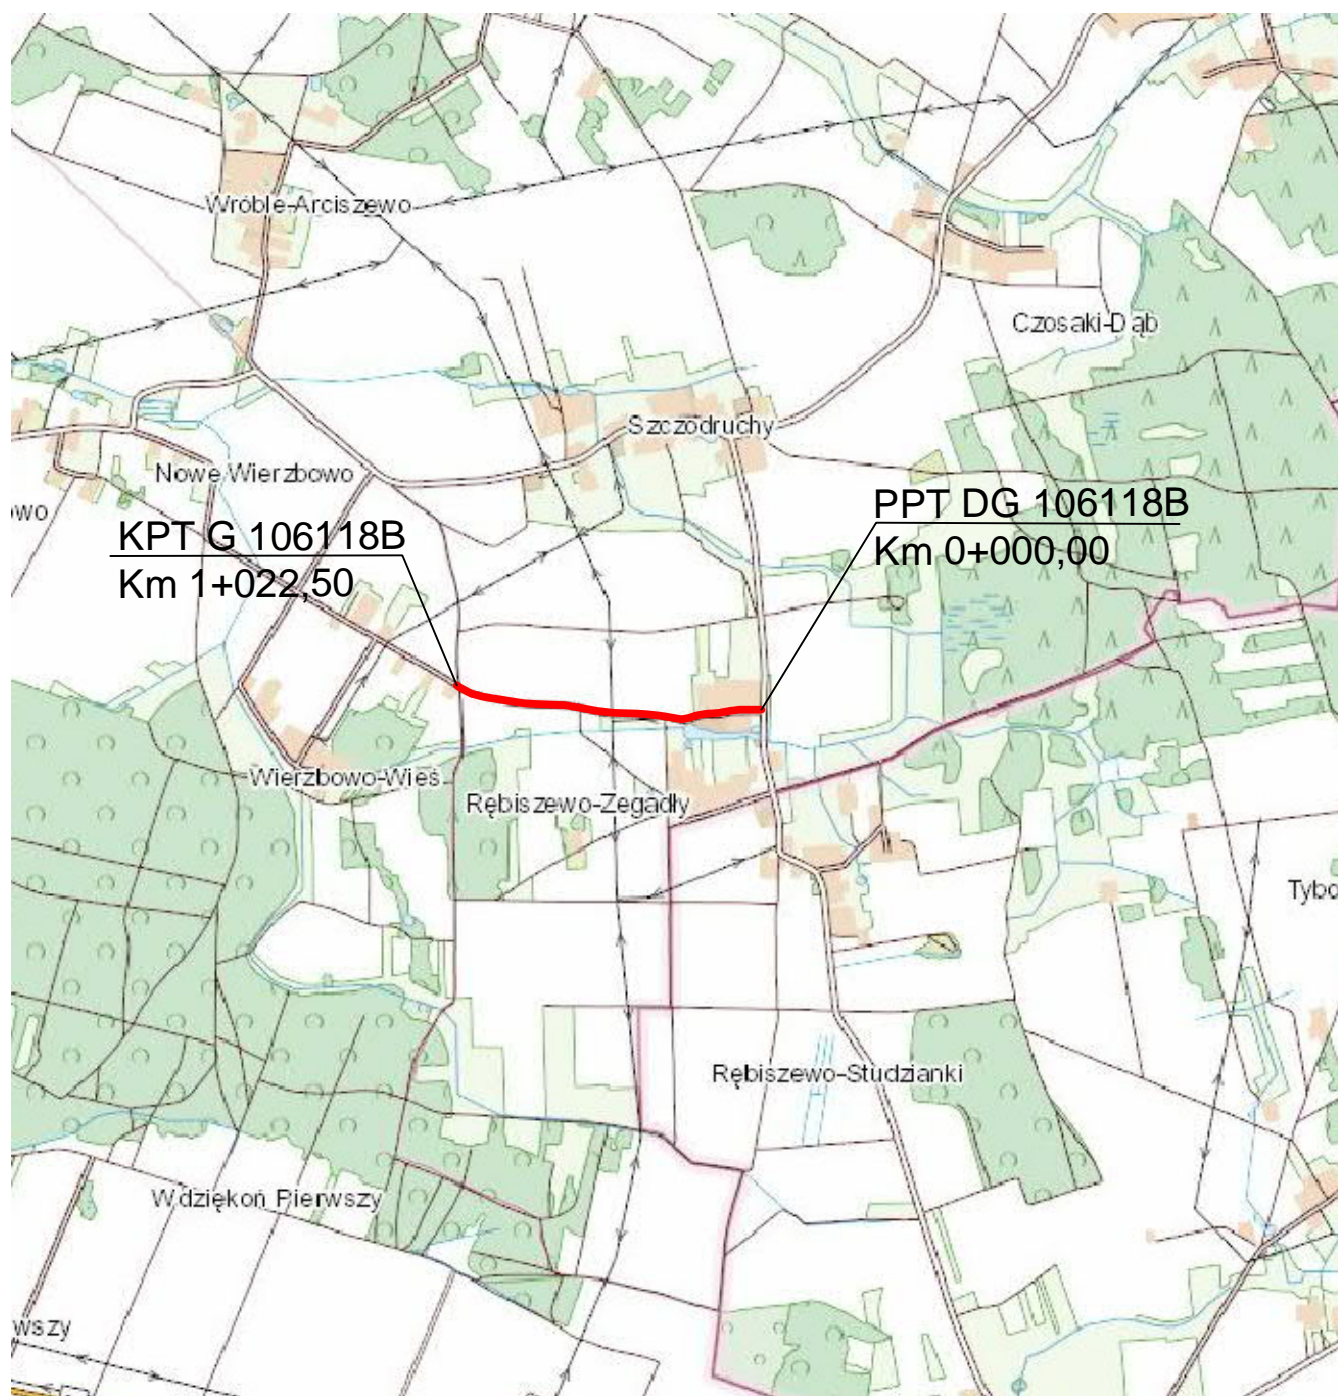 Wróble-Arciszewo
Czosaki-Dąb
Szczodruchy
Nowe Wierzbowo
owo
PPT DG 106118B
Km 0+000,00
KPT G 106118B
Km 1+022,50
Wierzbowo-Wieś
Rębiszewo-Zegadły
Tybo
Rębiszewo-Studzianki
Wdziękoń Pierwszy
wszy